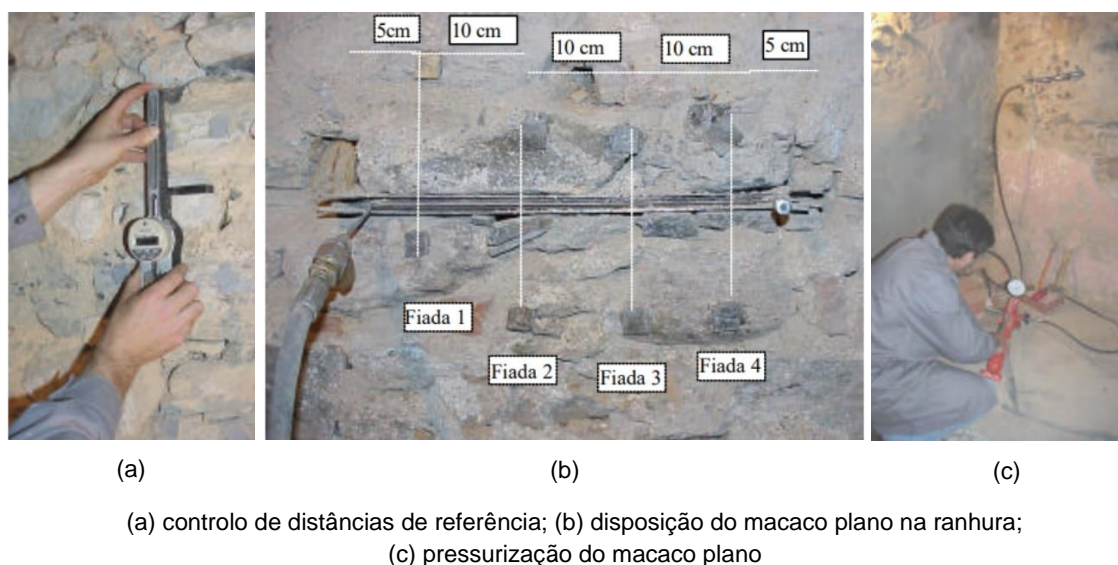 5cm
10 cm
10 cm
10 cm
5 cm
Fiada 1
Fiada 2
Fiada 3
Fiada 4
(a)
(b)
(c)
(a) controlo de distâncias de referência; (b) disposição do macaco plano na ranhura;
(c) pressurização do macaco plano